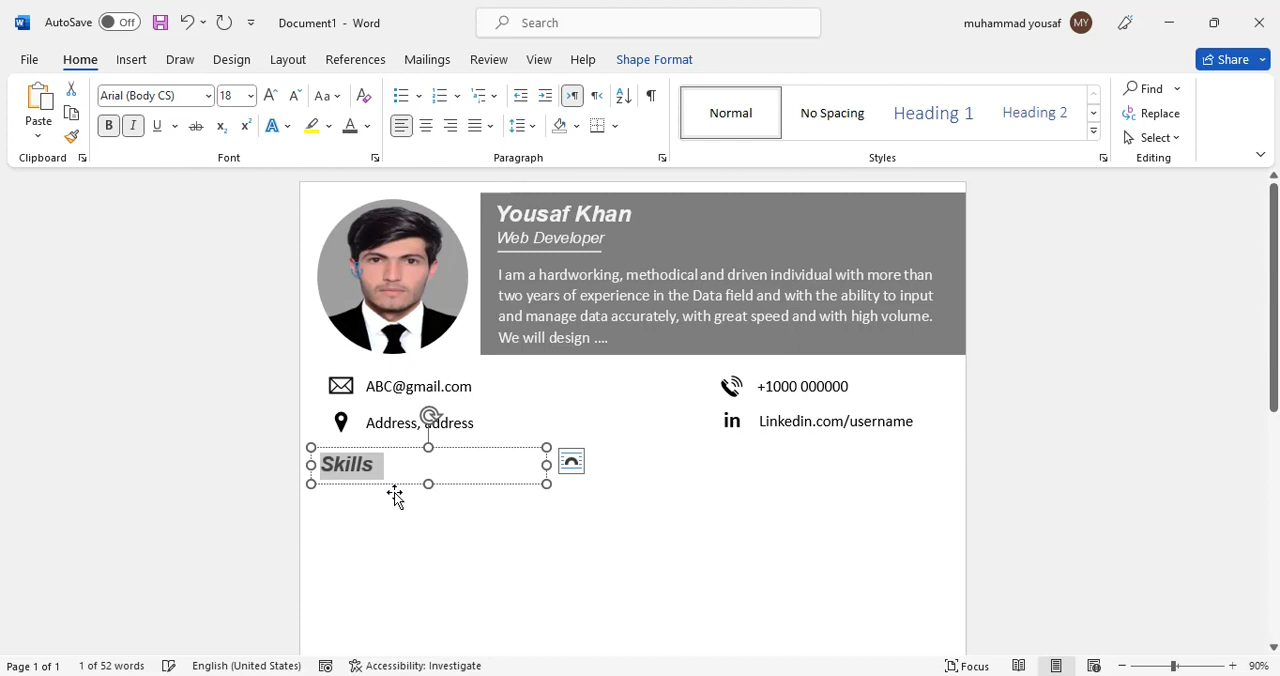 AutoSave Off Document1 - Word Search muhammad yousaf MY
File Home Insert Draw Design Layout References Mailings Review View Help Shape Format Share
Paste Arial (Body CS) 18 Normal No Spacing Heading 1 Heading 2 Find
Replace
Select
Clipboard Font Paragraph Styles Editing
Yousaf Khan
Web Developer
I am a hardworking, methodical and driven individual with more than
two years of experience in the Data field and with the ability to input
and manage data accurately, with great speed and with high volume.
We will design ....
ABC@gmail.com +1000 000000
Address, address Linkedin.com/username
Skills
Page 1 of 1 1 of 52 words English (United States) Accessibility: Investigate Focus 90%